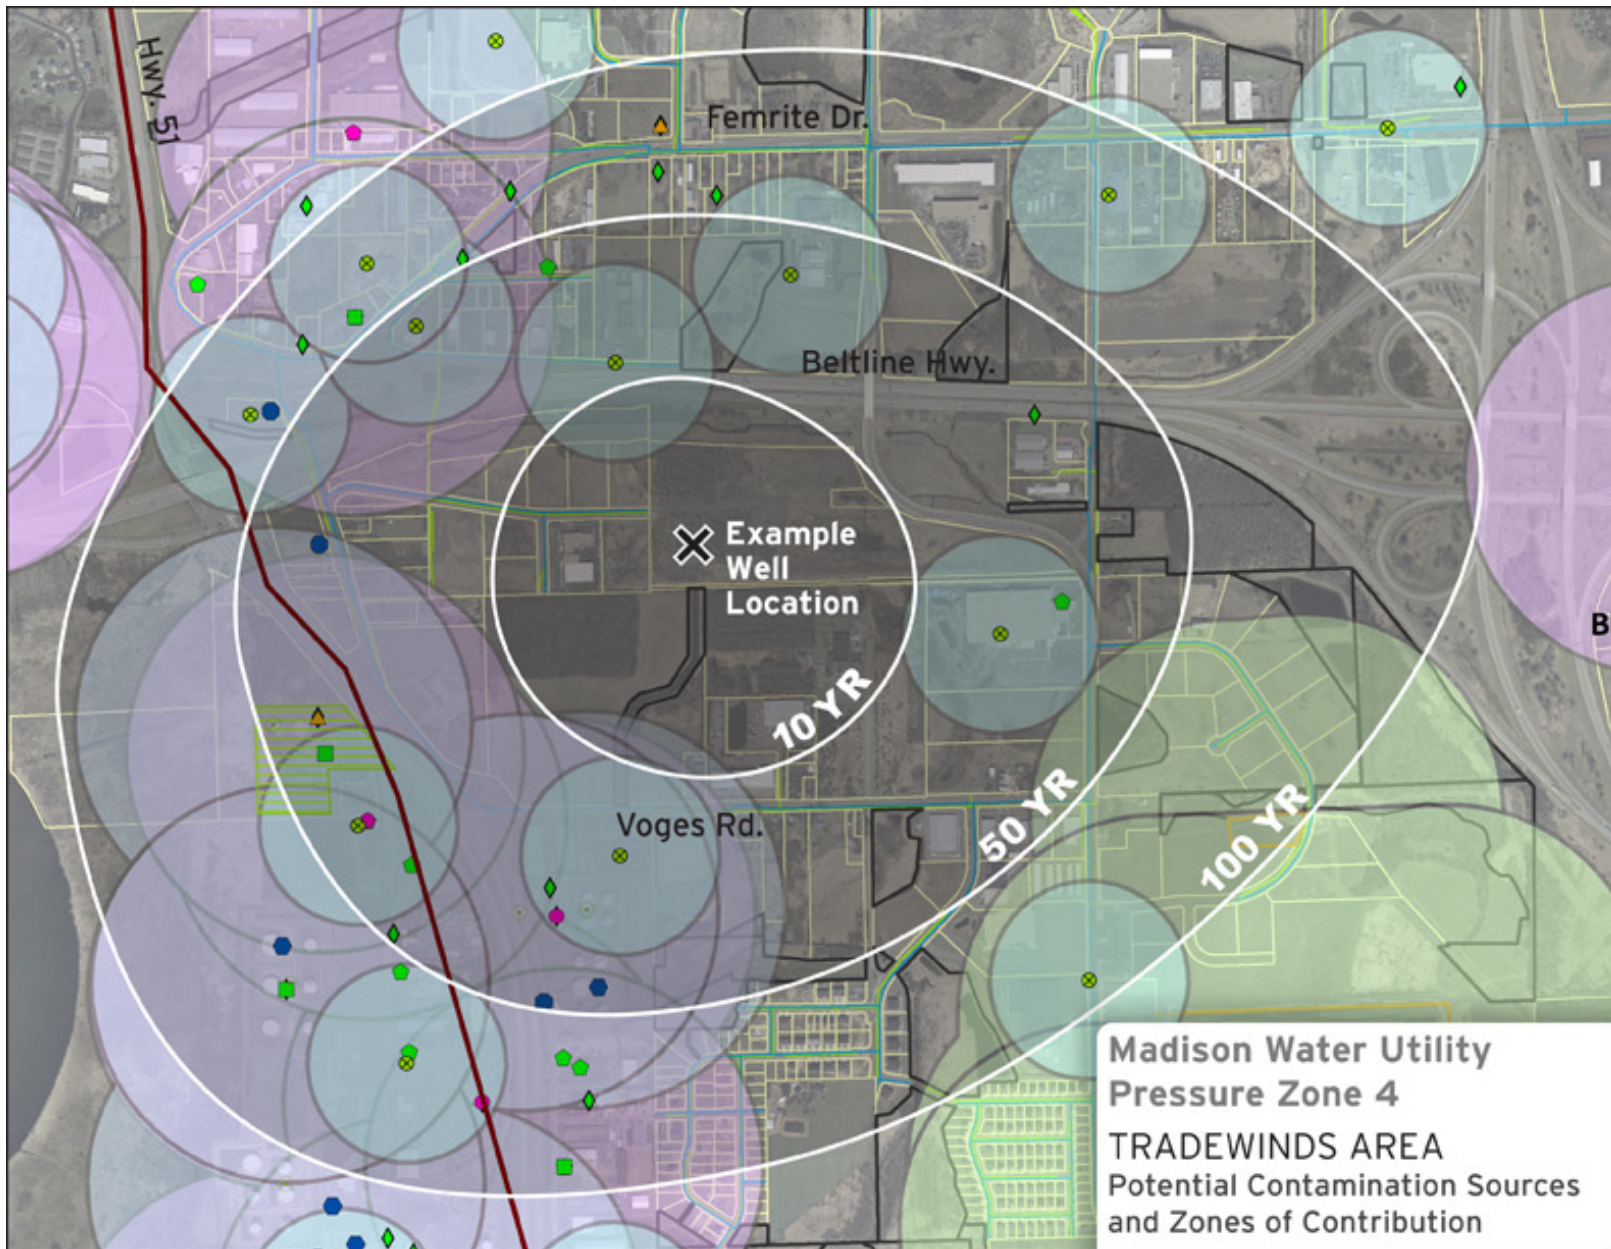 Hwy. 51
Femrite Dr.
Beltline Hwy.
Example
Well
Location
B
10 YR
Voges Rd.
50 YR
100 YR
Madison Water Utility
Pressure Zone 4
TRADEWINDS AREA
Potential Contamination Sources
and Zones of Contribution